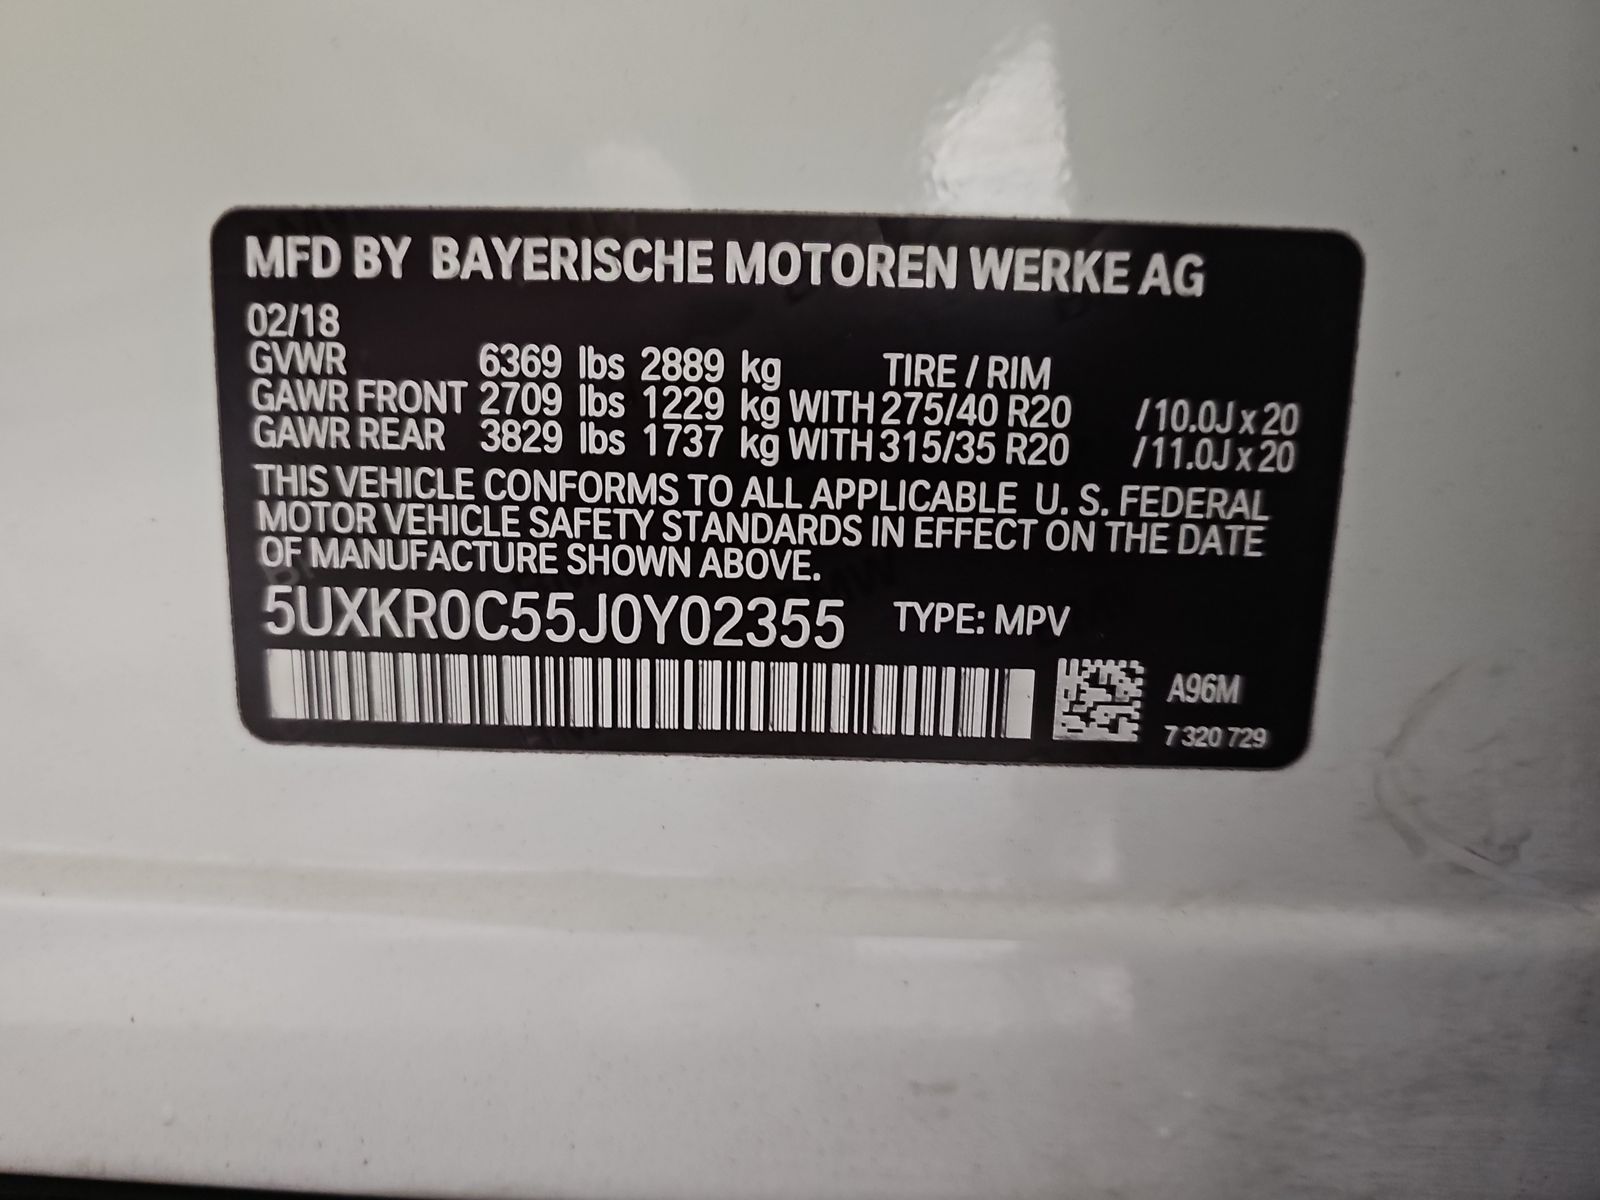 MFD BY BAYERISCHE MOTOREN WERKE AG
02/18
GVWR 6369 lbs 2889 kg TIRE / RIM
GAWR FRONT 2709 lbs 1229 kg WITH 275/40 R20 /10.0J x 20
GAWR REAR 3829 lbs 1737 kg WITH 315/35 R20 /11.0J x 20
THIS VEHICLE CONFORMS TO ALL APPLICABLE U. S. FEDERAL
MOTOR VEHICLE SAFETY STANDARDS IN EFFECT ON THE DATE
OF MANUFACTURE SHOWN ABOVE.
5UXKR0C55J0Y02355 TYPE: MPV
A96M
7 320 729